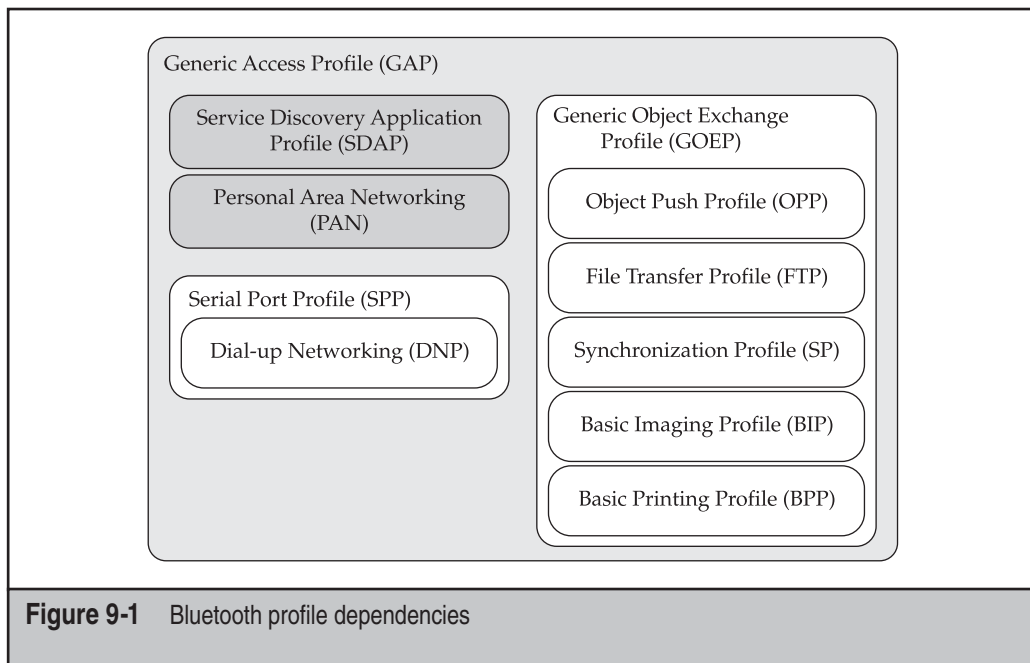 Generic Access Profile (GAP)
Service Discovery Application
Profile (SDAP)
Personal Area Networking
(PAN)
Serial Port Profile (SPP)
Dial-up Networking (DNP)
Generic Object Exchange
Profile (GOEP)
Object Push Profile (OPP)
File Transfer Profile (FTP)
Synchronization Profile (SP)
Basic Imaging Profile (BIP)
Basic Printing Profile (BPP)
Figure 9-1 Bluetooth profile dependencies